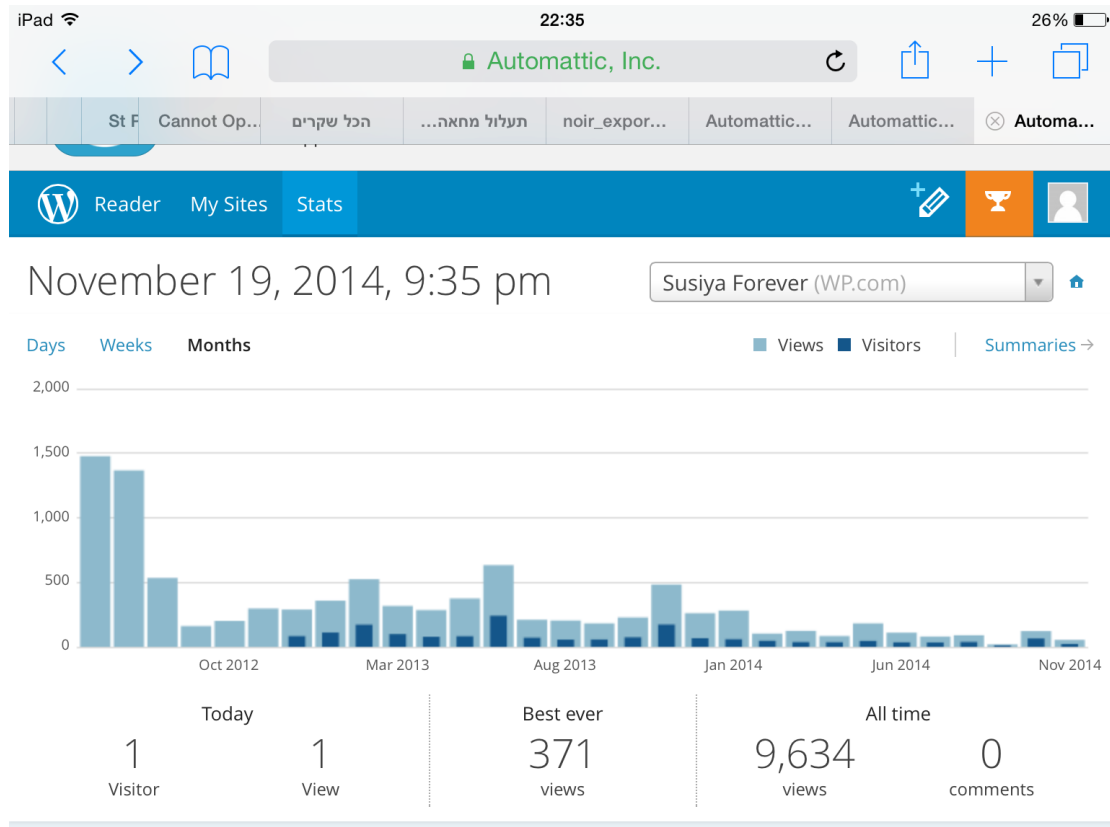 iPad 22:35 26%
Automattic, Inc.
St P Cannot Op... הכל שקרים תעלול מחאה... noir_expor... Automattic... Automattic... Automa...
Reader My Sites Stats
November 19, 2014, 9:35 pm Susiya Forever (WP.com)
Days Weeks Months Views Visitors Summaries →
2,000
1,500
1,000
500
0
Oct 2012 Mar 2013 Aug 2013 Jan 2014 Jun 2014 Nov 2014
Today Best ever All time
1 1 371 9,634 0
Visitor View views views comments